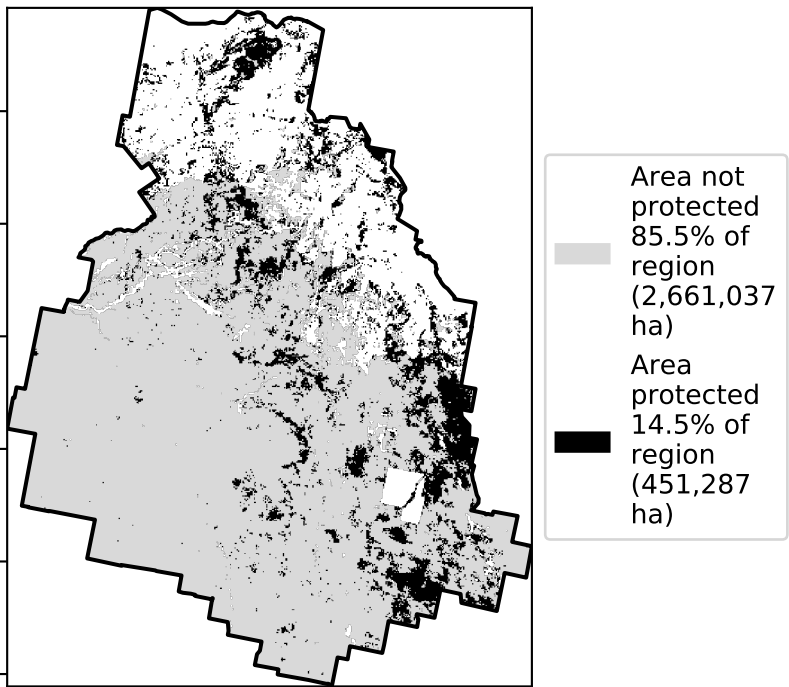 Area not
protected
85.5% of
region
(2,661,037
ha)
Area
protected
14.5% of
region
(451,287
ha)